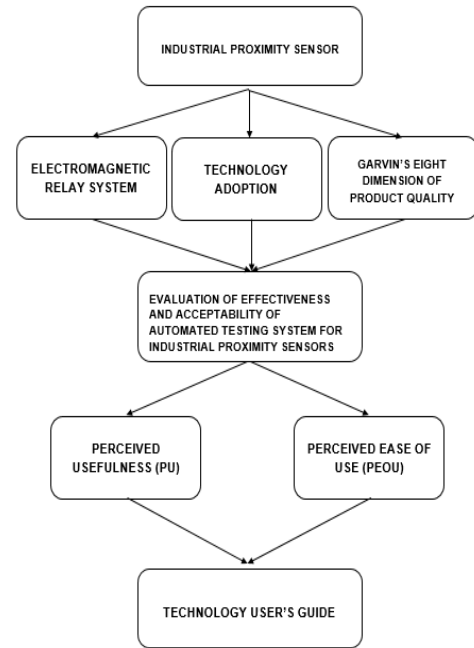 INDUSTRIAL PROXIMITY SENSOR
ELECTROMAGNETIC
RELAY SYSTEM
TECHNOLOGY
ADOPTION
GARVIN'S EIGHT
DIMENSION OF
PRODUCT QUALITY
EVALUATION OF EFFECTIVENESS
AND ACCEPTABILITY OF
AUTOMATED TESTING SYSTEM FOR
INDUSTRIAL PROXIMITY SENSORS
PERCEIVED
USEFULNESS (PU)
PERCEIVED EASE OF
USE (PEOU)
TECHNOLOGY USER'S GUIDE